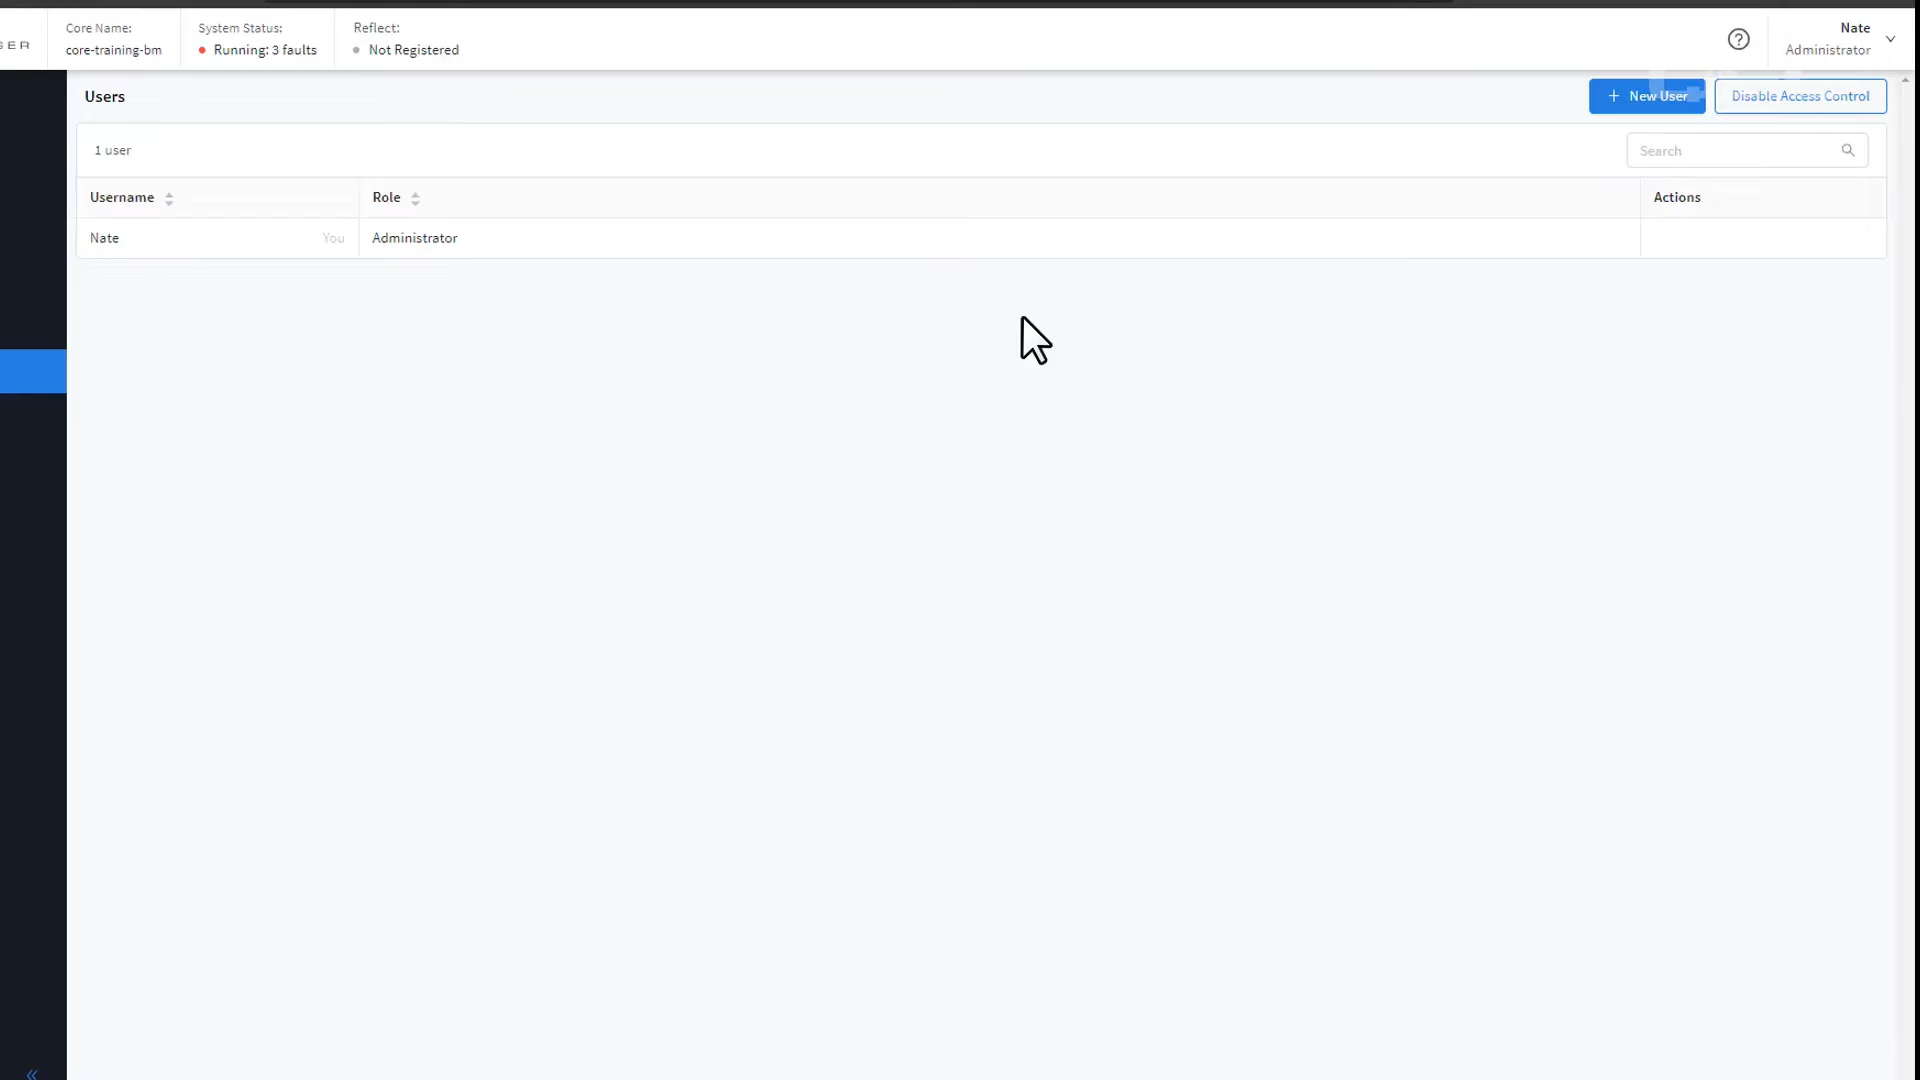 GER
Core Name:
core-training-bm
System Status:
Running: 3 faults
Reflect:
Not Registered
Nate
Administrator
Users
New User
Disable Access Control
1 user
Search
Username
Role
Actions
Nate
You
Administrator